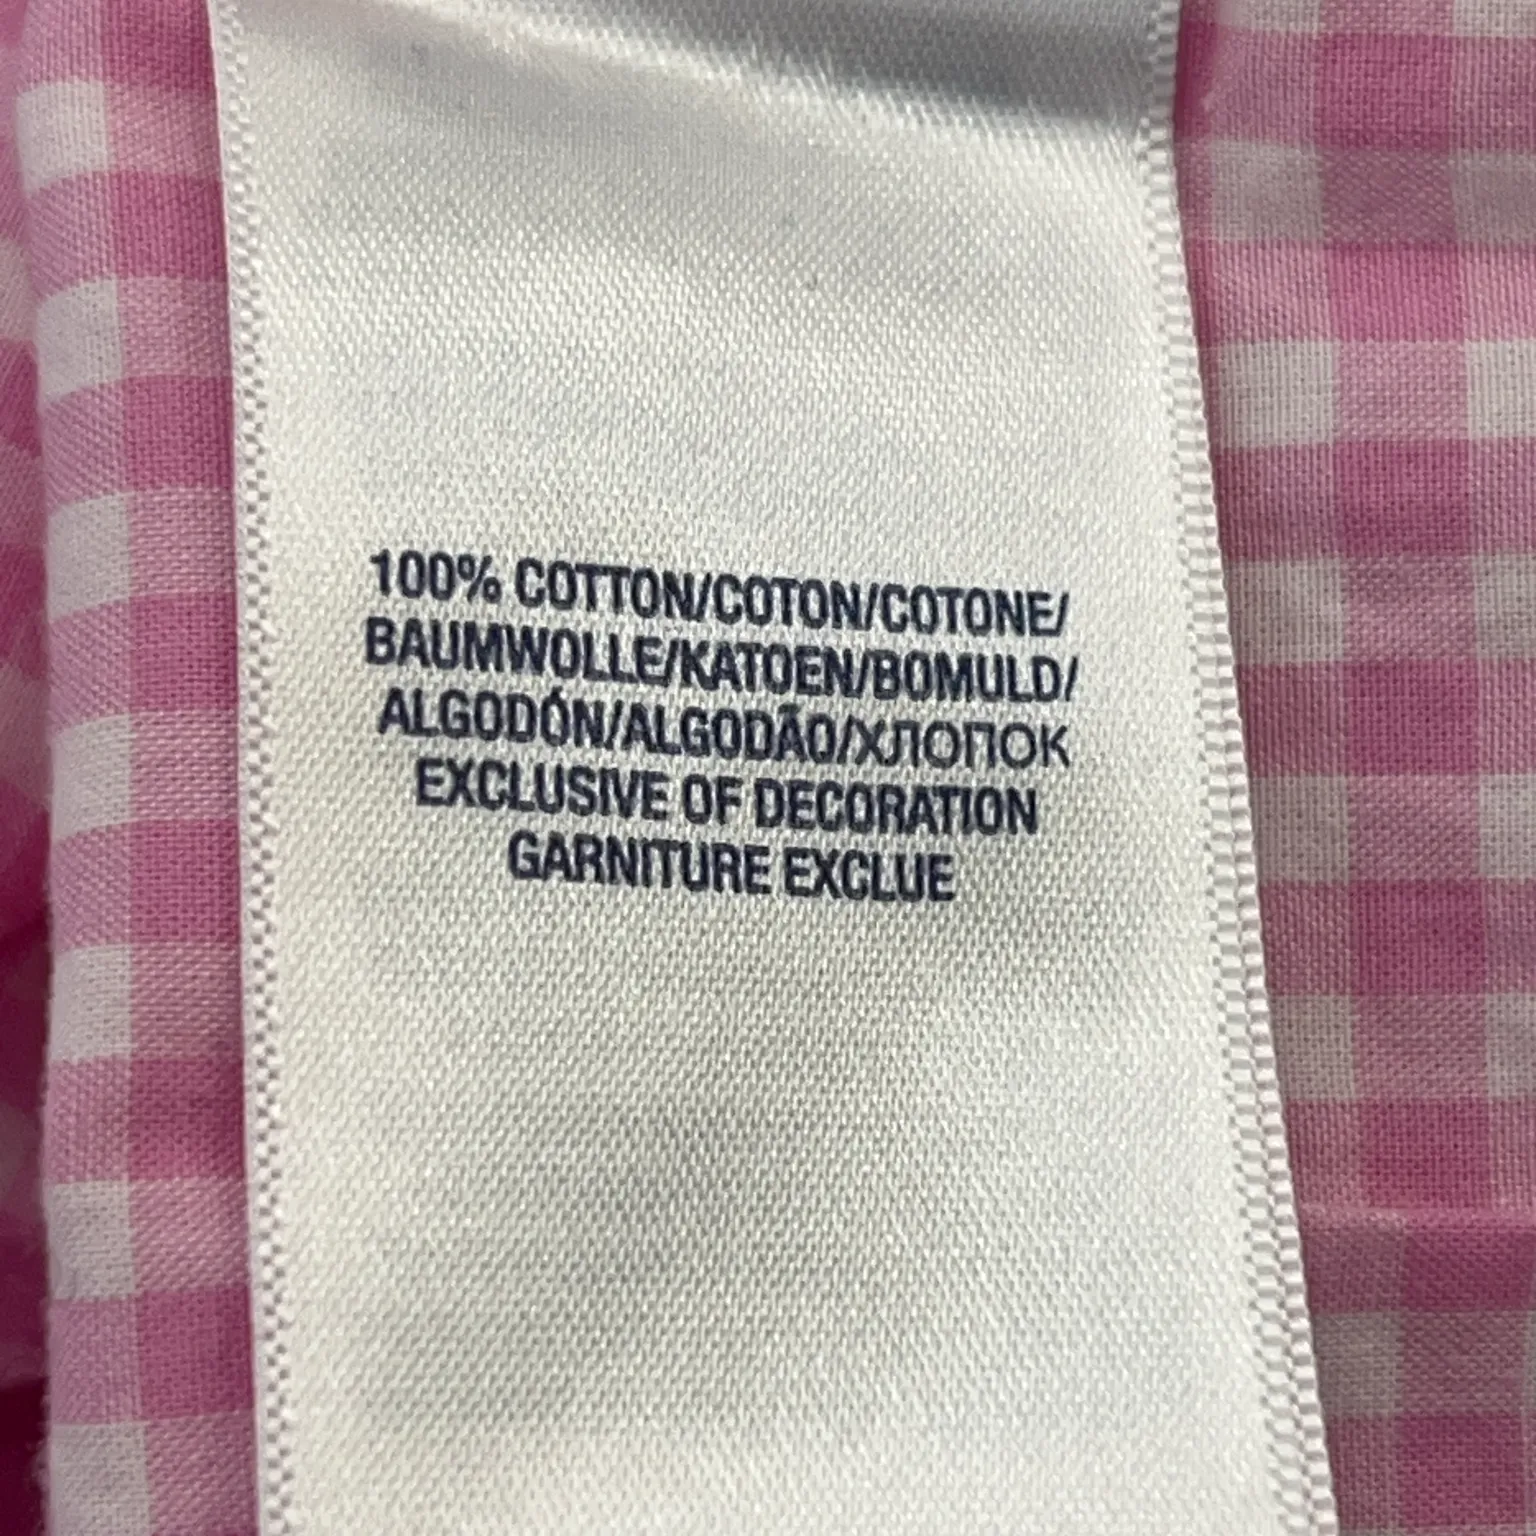 100% COTTON/COTON/COTONE/
BAUMWOLLE/KATOEN/BOMULD/
ALGODÓN/ALGODÃO/ХЛОПОК
EXCLUSIVE OF DECORATION
GARNITURE EXCLUE